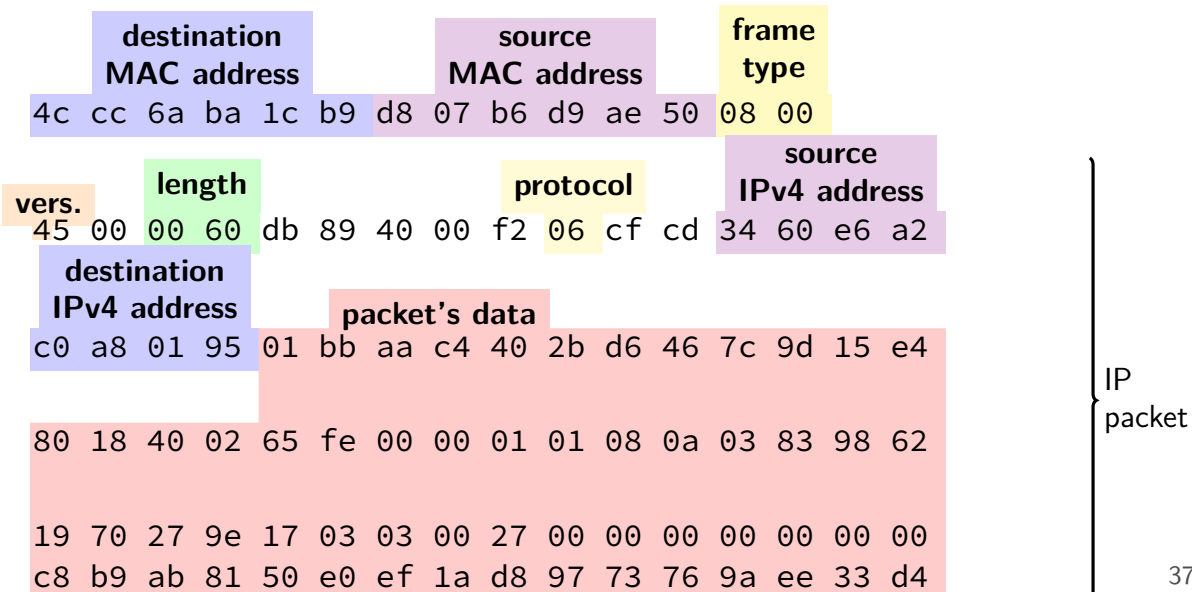 destination
MAC address
source
MAC address
frame
type
4c cc 6a ba 1c b9 d8 07 b6 d9 ae 50 08 00
vers.
length
protocol
source
IPv4 address
45 00 00 60 db 89 40 00 f2 06 cf cd 34 60 e6 a2
destination
IPv4 address
packet's data
c0 a8 01 95 01 bb aa c4 40 2b d6 46 7c 9d 15 e4
80 18 40 02 65 fe 00 00 01 01 08 0a 03 83 98 62
19 70 27 9e 17 03 03 00 27 00 00 00 00 00 00 00
c8 b9 ab 81 50 e0 ef 1a d8 97 73 76 9a ee 33 d4
IP
packet
37